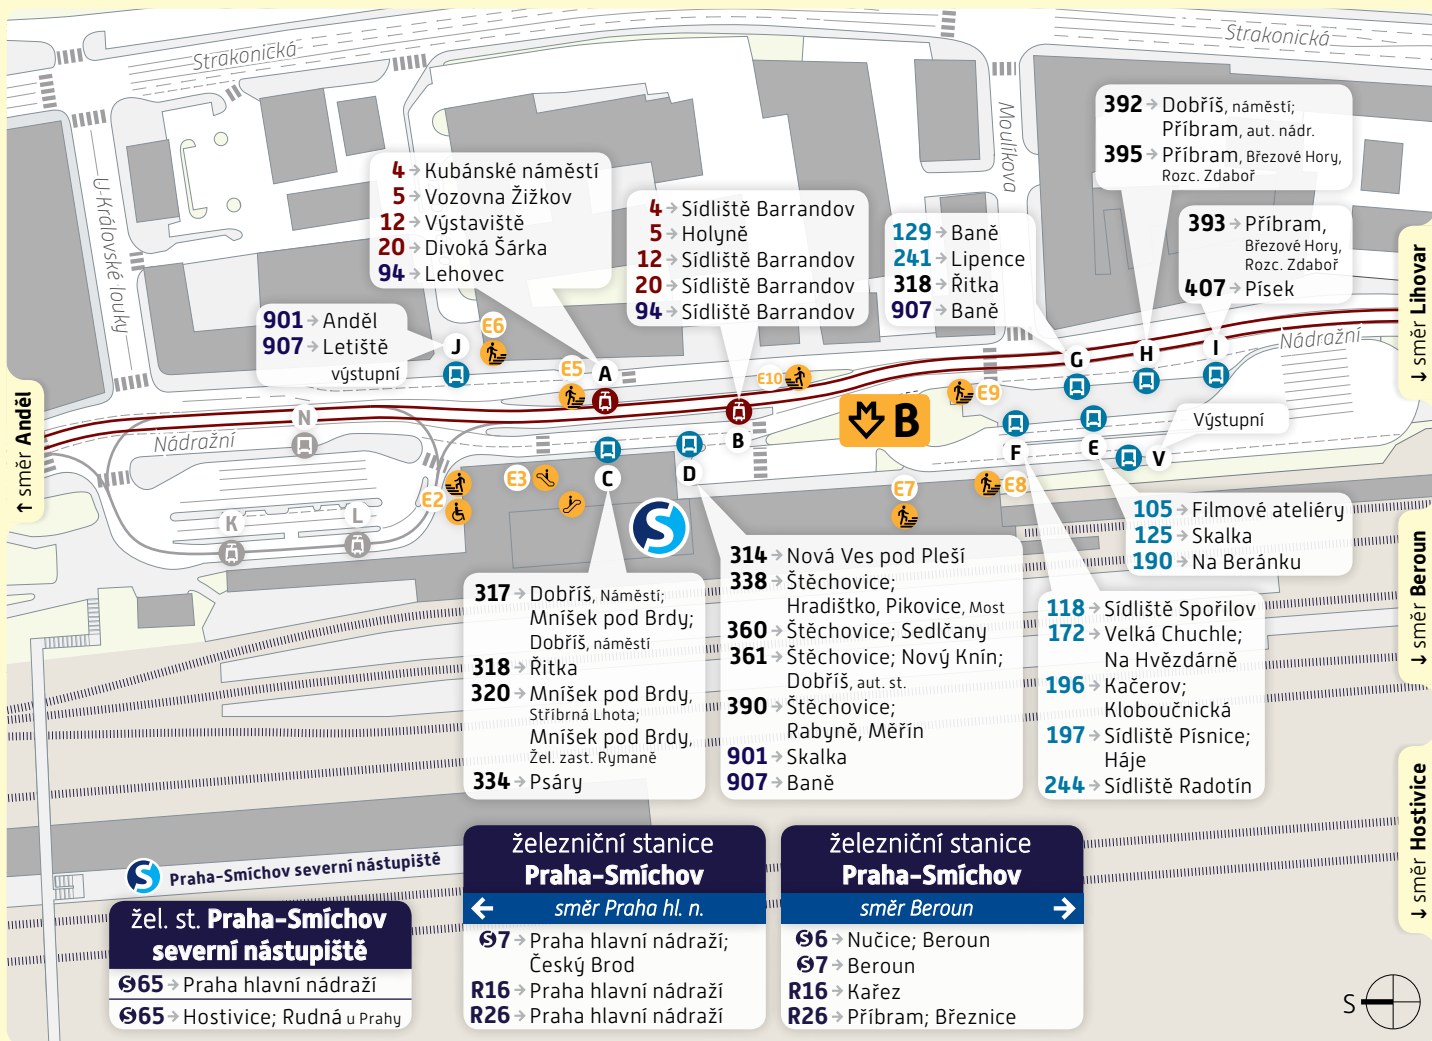 Strakonická
Strakonická
U Královské louky
Moulíkova
392 → Dobříš, náměstí;
Příbram, aut. nádr.
395 → Příbram, Březové Hory,
Rozc. Zdaboř
4 → Kubánské náměstí
5 → Vozovna Žižkov
12 → Výstaviště
20 → Divoká Šárka
94 → Lehovec
4 → Sídliště Barrandov
5 → Holyně
12 → Sídliště Barrandov
20 → Sídliště Barrandov
94 → Sídliště Barrandov
129 → Baně
241 → Lipence
318 → Řitka
907 → Baně
393 → Příbram,
Březové Hory,
Rozc. Zdaboř
407 → Písek
↓ směr Lihovar
901 → Anděl
907 → Letiště
výstupní
J
E6
E5
A
E10
G
H
I
Nádražní
E9
↑ směr Anděl
N
Nádražní
B
B
F
E
V
Výstupní
E2
E3
C
D
E7
E8
K
L
S
105 → Filmové ateliéry
125 → Skalka
190 → Na Beránku
↓ směr Beroun
317 → Dobříš, Náměstí;
Mníšek pod Brdy;
Dobříš, náměstí
318 → Řitka
320 → Mníšek pod Brdy,
Stříbrná Lhota;
Mníšek pod Brdy,
Žel. zast. Rymaně
334 → Psáry
314 → Nová Ves pod Pleší
338 → Štěchovice;
Hradištko, Pikovice, Most
360 → Štěchovice; Sedlčany
361 → Štěchovice; Nový Knín;
Dobříš, aut. st.
390 → Štěchovice;
Rabyně, Měřín
901 → Skalka
907 → Baně
118 → Sídliště Spořilov
172 → Velká Chuchle;
Na Hvězdárně
196 → Kačerov;
Kloboučnická
197 → Sídliště Písnice;
Háje
244 → Sídliště Radotín
↓ směr Hostivice
S Praha-Smíchov severní nástupiště
žel. st. Praha-Smíchov
severní nástupiště
S65 → Praha hlavní nádraží
S65 → Hostivice; Rudná u Prahy
železniční stanice
Praha-Smíchov
← směr Praha hl. n.
S7 → Praha hlavní nádraží;
Český Brod
R16 → Praha hlavní nádraží
R26 → Praha hlavní nádraží
železniční stanice
Praha-Smíchov
směr Beroun →
S6 → Nučice; Beroun
S7 → Beroun
R16 → Kařez
R26 → Příbram; Březnice
S